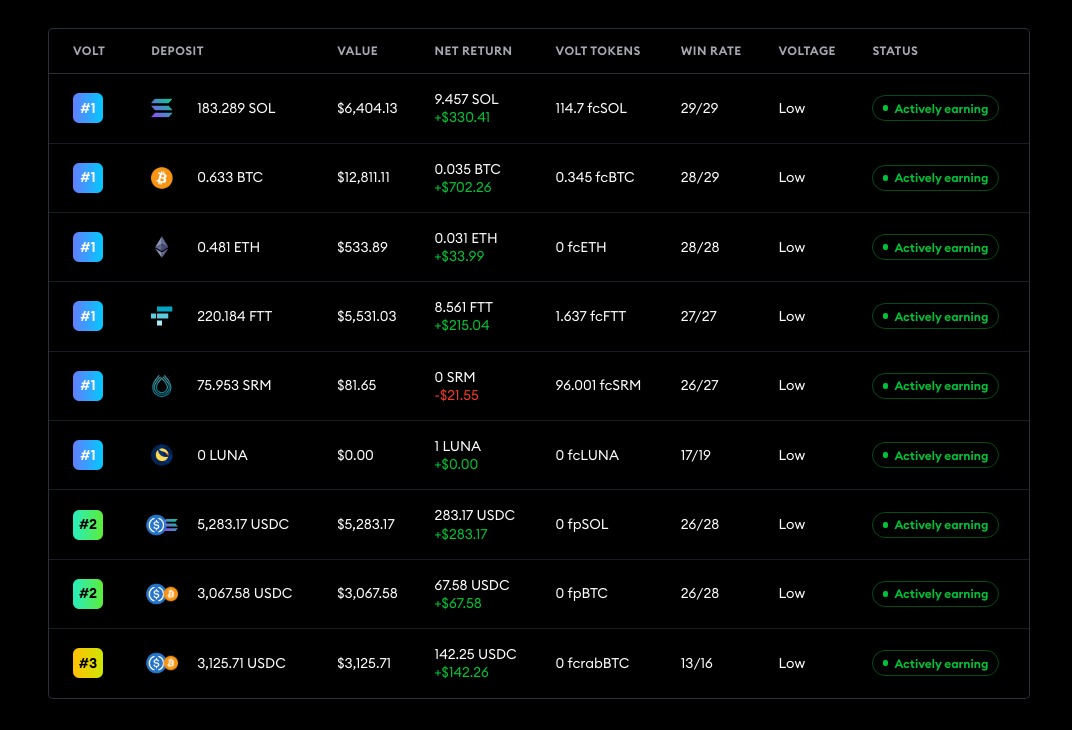 VOLT DEPOSIT VALUE NET RETURN VOLT TOKENS WIN RATE VOLTAGE STATUS
#1 183.289 SOL $6,404.13 9.457 SOL 114.7 fcSOL 29/29 Low Actively earning
+$330.41
#1 0.633 BTC $12,811.11 0.035 BTC 0.345 fcBTC 28/29 Low Actively earning
+$702.26
#1 0.481 ETH $533.89 0.031 ETH 0 fcETH 28/28 Low Actively earning
+$33.99
#1 220.184 FTT $5,531.03 8.561 FTT 1.637 fcFTT 27/27 Low Actively earning
+$215.04
#1 75.953 SRM $81.65 0 SRM 96.001 fcSRM 26/27 Low Actively earning
-$21.55
#1 0 LUNA $0.00 1 LUNA 0 fcLUNA 17/19 Low Actively earning
+$0.00
#2 5,283.17 USDC $5,283.17 283.17 USDC 0 fpSOL 26/28 Low Actively earning
+$283.17
#2 3,067.58 USDC $3,067.58 67.58 USDC 0 fpBTC 26/28 Low Actively earning
+$67.58
#3 3,125.71 USDC $3,125.71 142.25 USDC 0 fcrabBTC 13/16 Low Actively earning
+$142.26